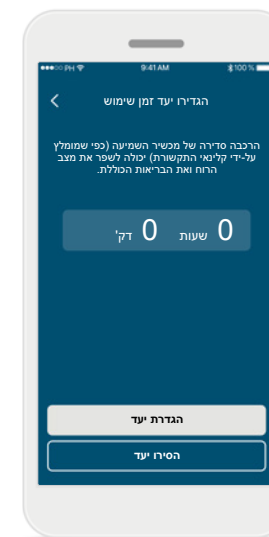 PH 9:41 AM 100 %
הגדירו יעד זמן שימוש
הרכבה סדירה של מכשיר השמיעה (כפי שמומלץ
על-ידי קלינאי התקשורת) יכולה לשפר את מצב
הרוח ואת הבריאות הכוללת.
0 שעות 0 דק'
הגדרת יעד
הסירו יעד